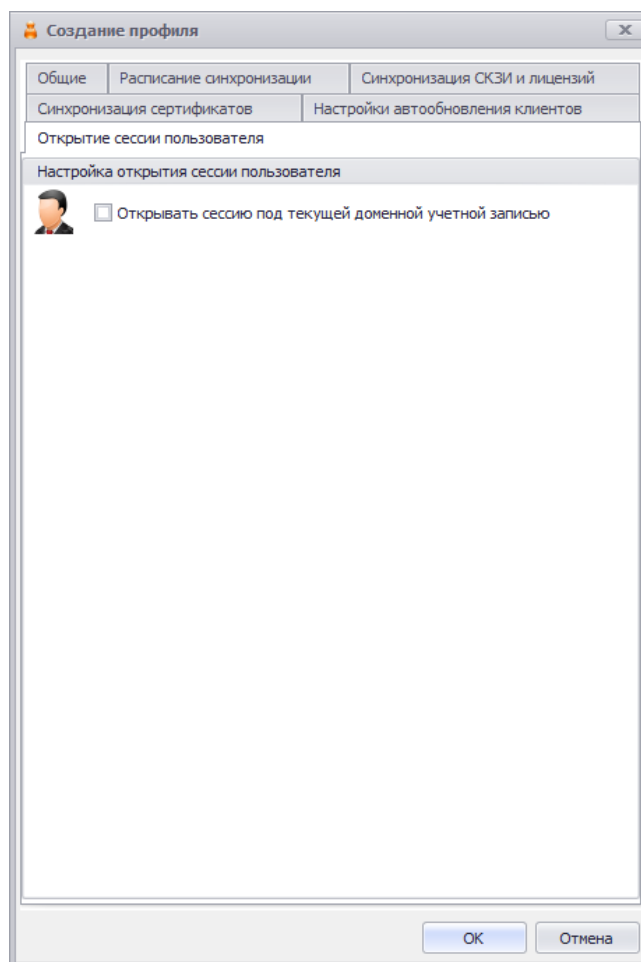 Создание профиля
Общие Расписание синхронизации Синхронизация СКЗИ и лицензий
Синхронизация сертификатов Настройки автообновления клиентов
Открытие сессии пользователя
Настройка открытия сессии пользователя
Открывать сессию под текущей доменной учетной записью
OK Отмена